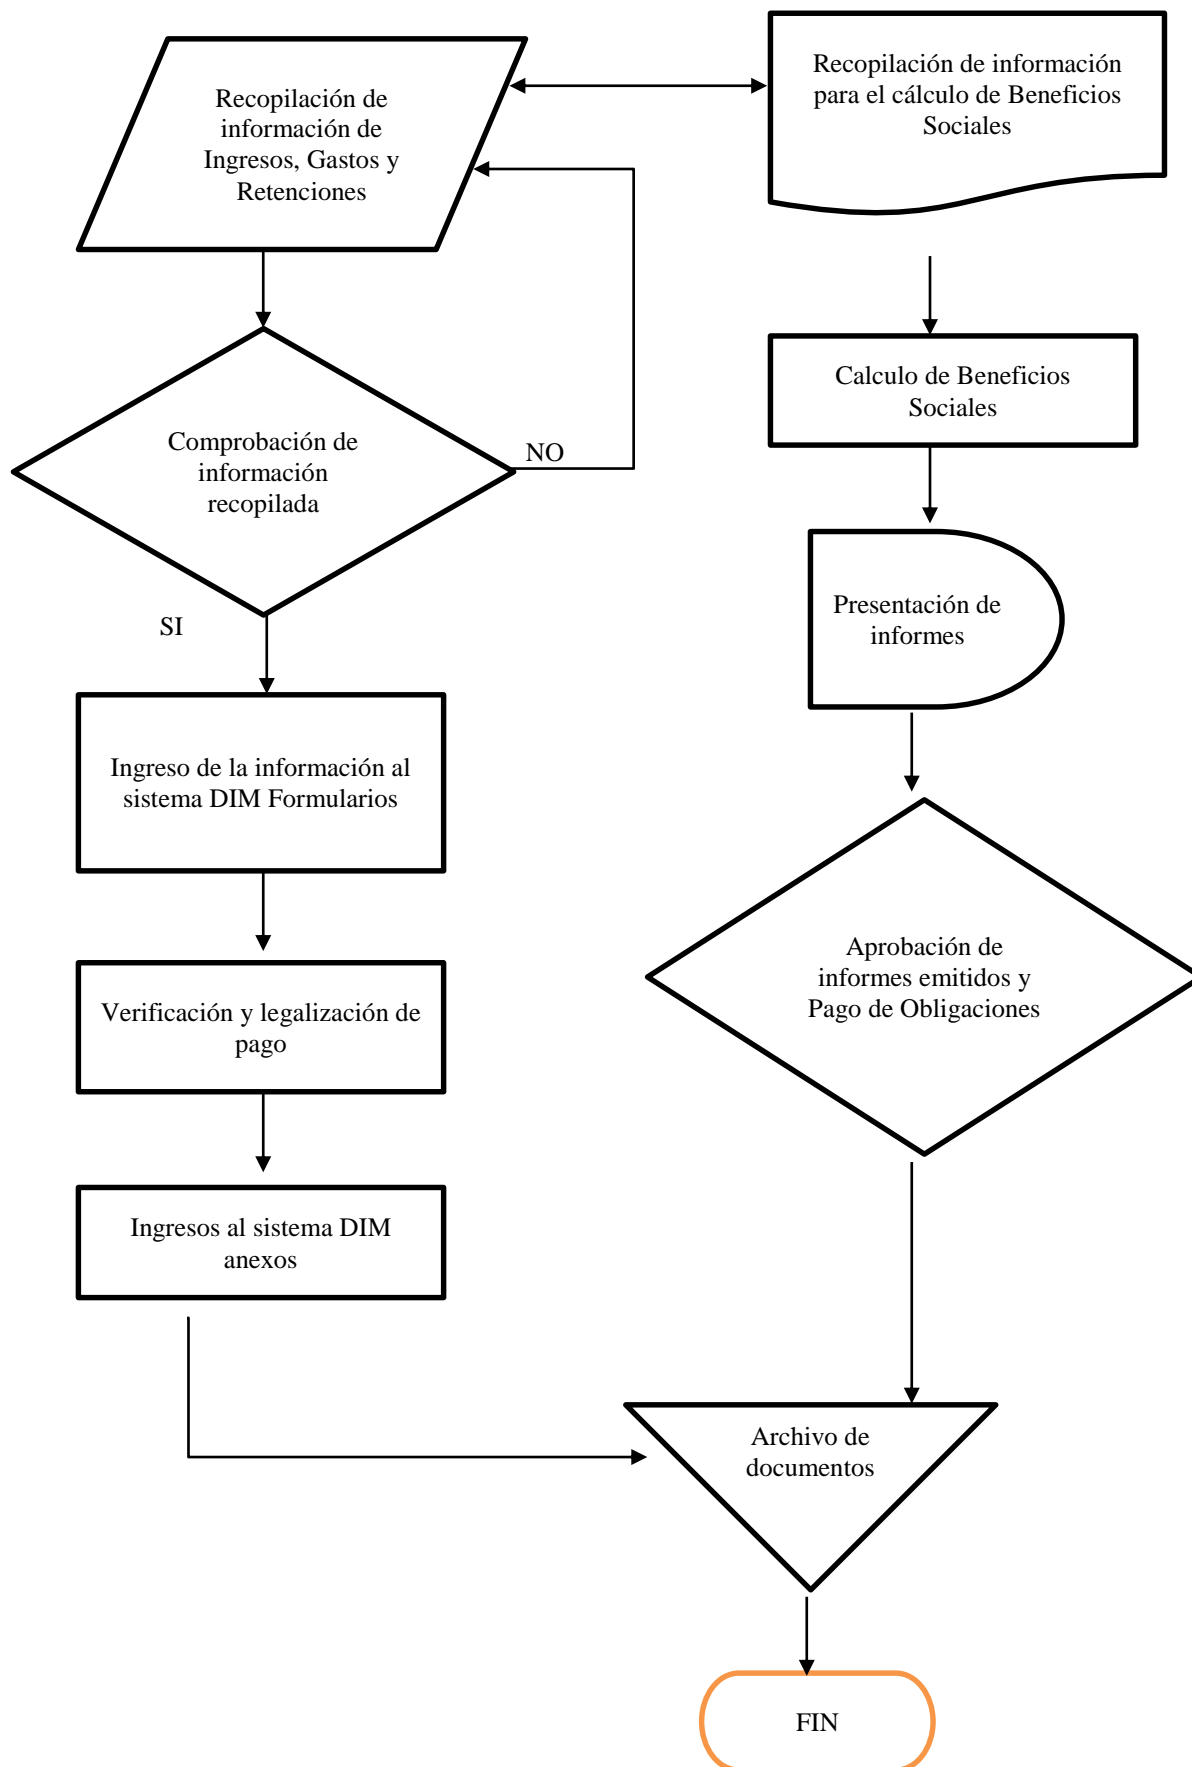 Recopilación de
información de
Ingresos, Gastos y
Retenciones
Recopilación de información
para el cálculo de Beneficios
Sociales
Comprobación de
información
recopilada
NO
SI
Calculo de Beneficios
Sociales
Presentación de
informes
Ingreso de la información al
sistema DIM Formularios
Verificación y legalización de
pago
Aprobación de
informes emitidos y
Pago de Obligaciones
Ingresos al sistema DIM
anexos
Archivo de
documentos
FIN